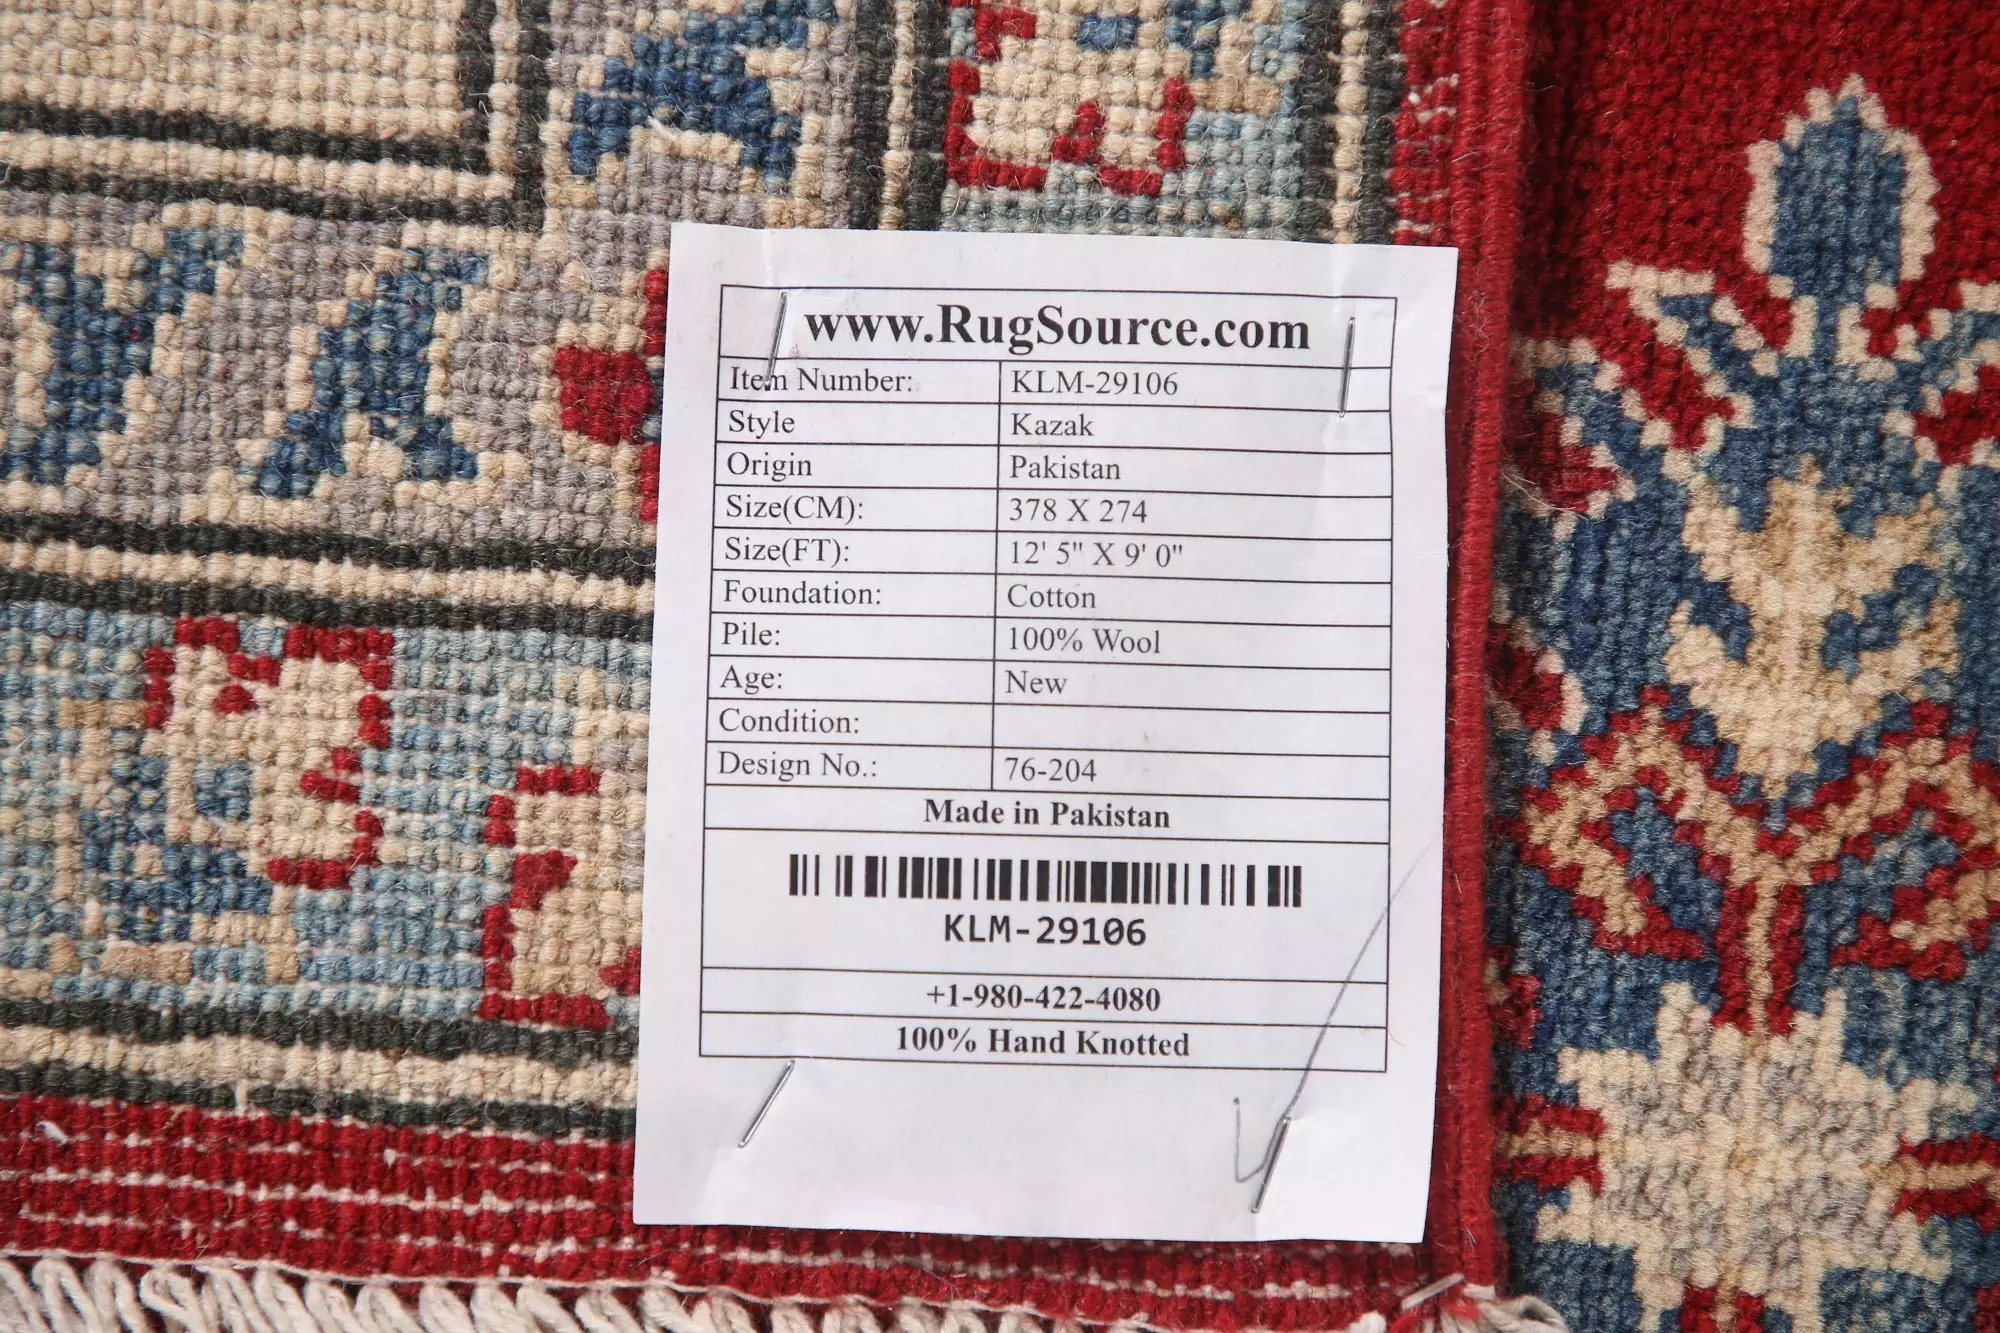 www.RugSource.com
Item Number: KLM-29106
Style Kazak
Origin Pakistan
Size(CM): 378 X 274
Size(FT): 12' 5" X 9' 0"
Foundation: Cotton
Pile: 100% Wool
Age: New
Condition:
Design No.: 76-204
Made in Pakistan
KLM-29106
+1-980-422-4080
100% Hand Knotted